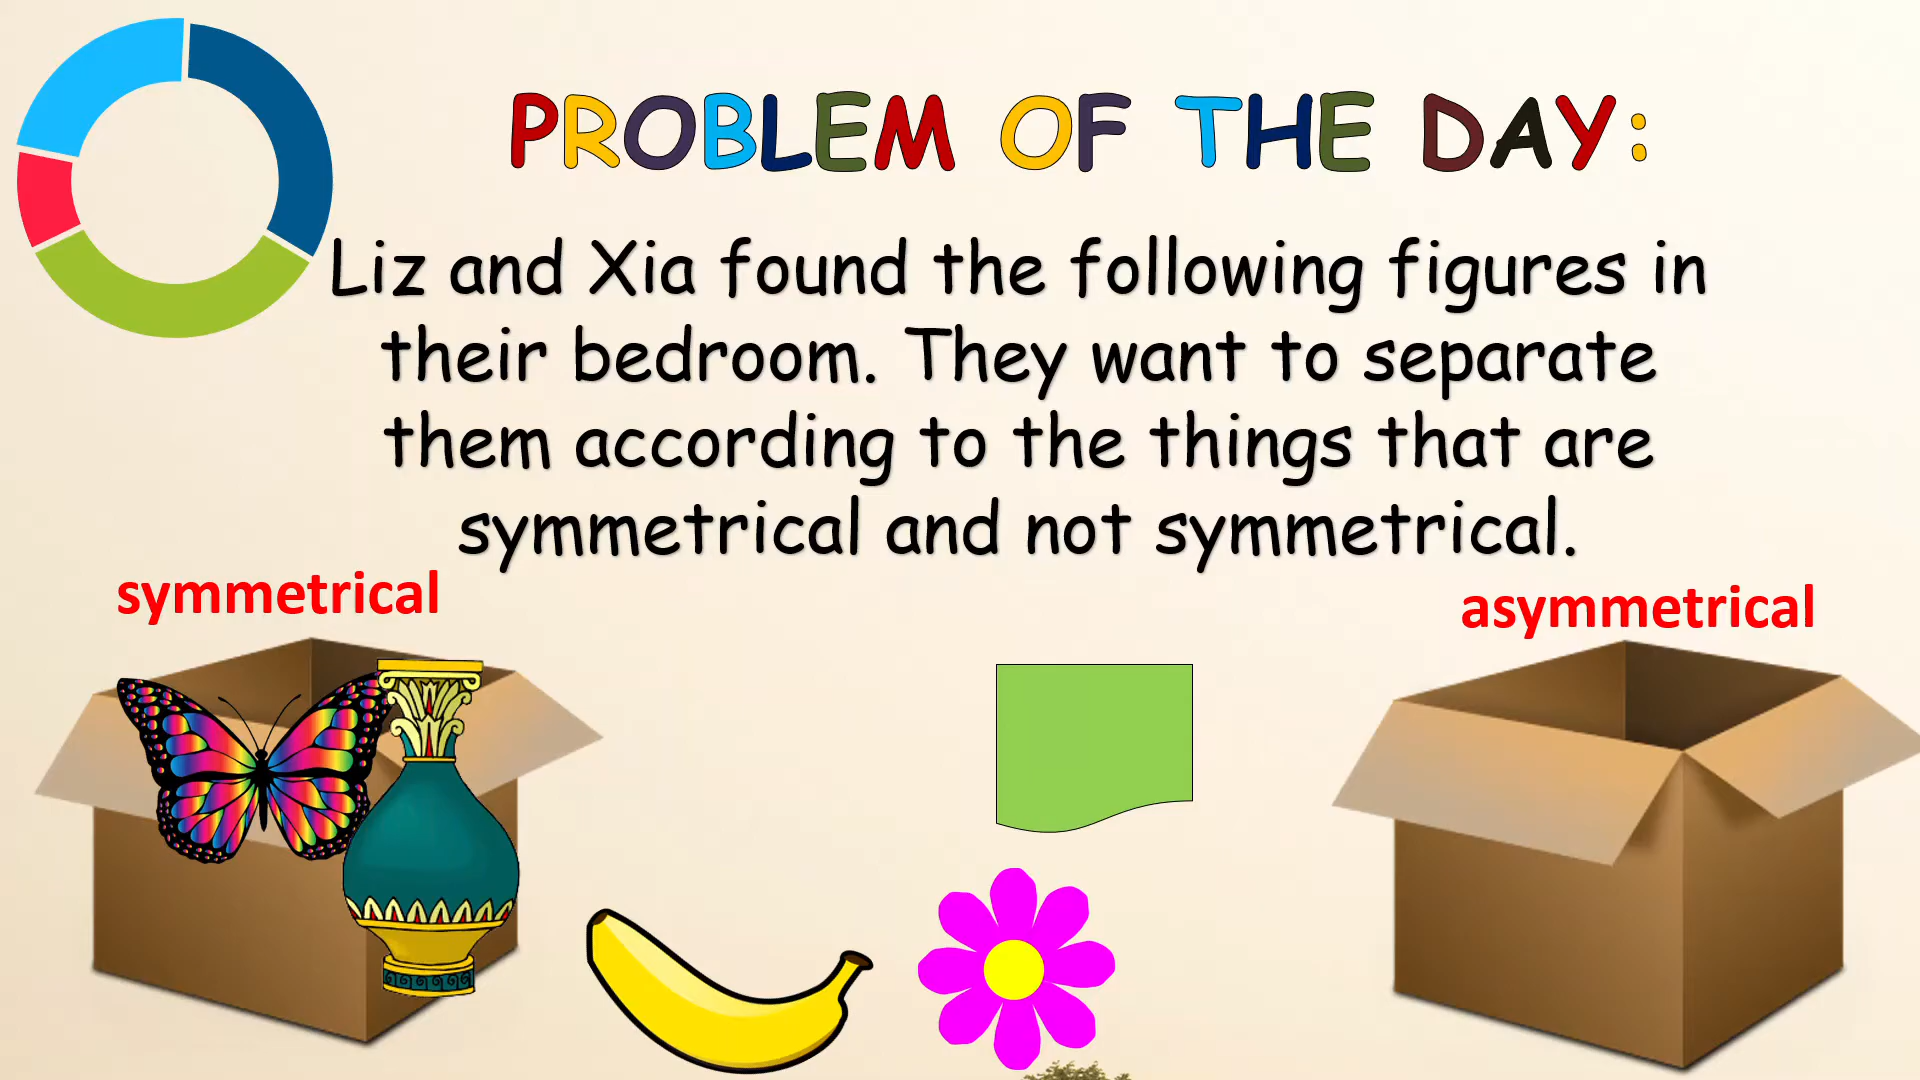 PROBLEM OF THE DAY:
Liz and Xia found the following figures in
their bedroom. They want to separate
them according to the things that are
symmetrical and not symmetrical.
symmetrical
asymmetrical